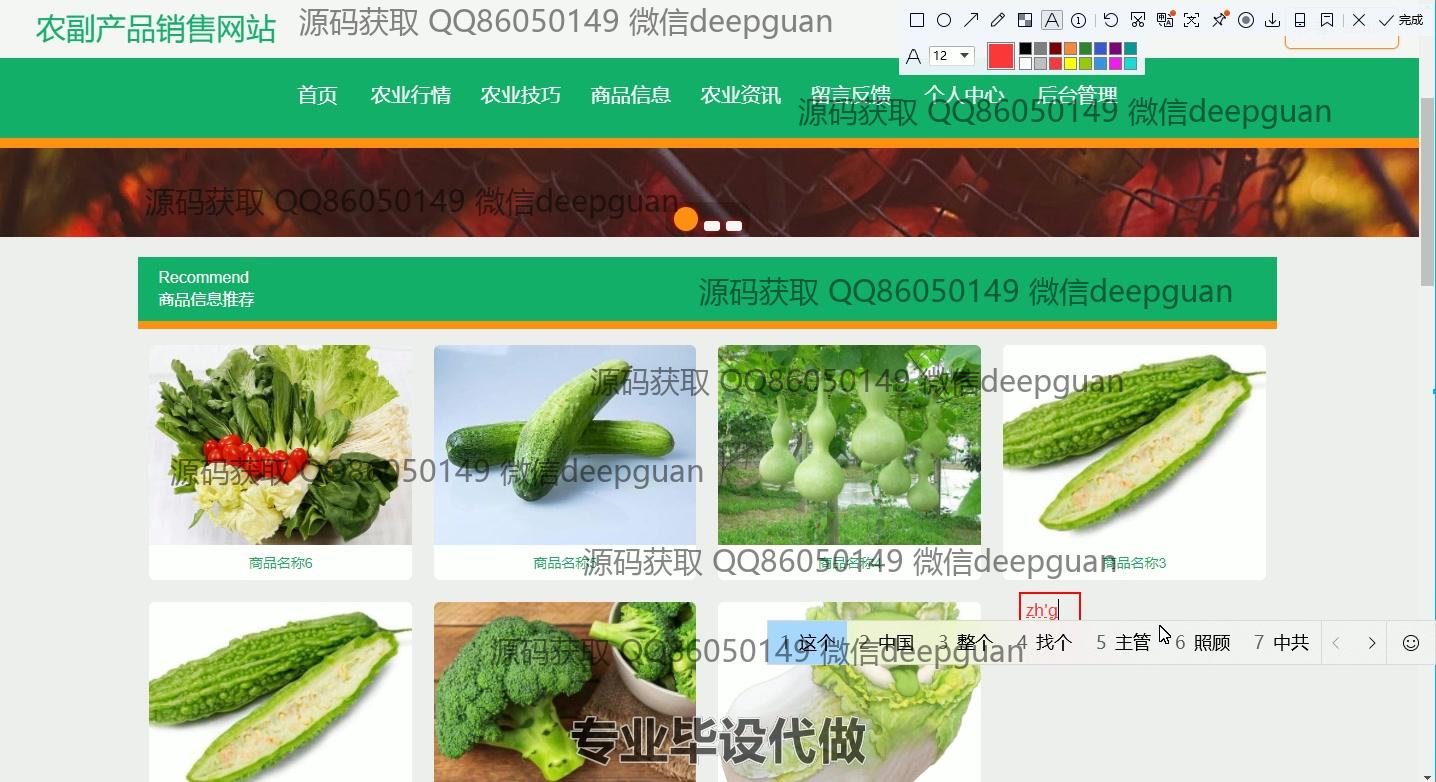 农副产品销售网站
源码获取 QQ86050149 微信deepguan
完成
A 12
首页 农业行情 农业技巧 商品信息 农业资讯 留言反馈 个人中心 后台管理
源码获取 QQ86050149 微信deepguan
源码获取 QQ86050149 微信deepguan
Recommend
商品信息推荐
源码获取 QQ86050149 微信deepguan
源码获取 QQ86050149 微信deepguan
源码获取 QQ86050149 微信deepguan
商品名称6
商品名称5
商品名称4
商品名称3
源码获取 QQ86050149 微信deepguan
zh'g
1 这个 2 中国 3 整个 4 找个 5 主管 6 照顾 7 中共
源码获取 QQ86050149 微信deepguan
专业毕设代做